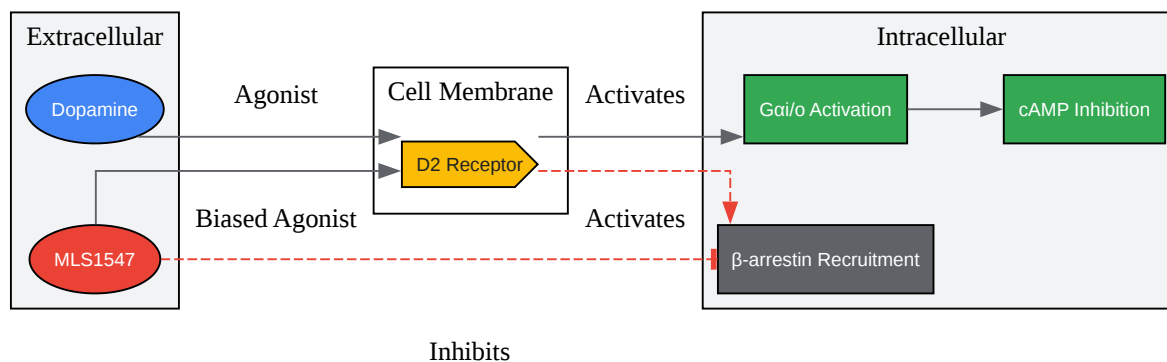 Extracellular
Intracellular
Cell Membrane
Dopamine
Agonist
Activates
Gαi/o Activation
cAMP Inhibition
D2 Receptor
Biased Agonist
Activates
MLS1547
β-arrestin Recruitment
Inhibits